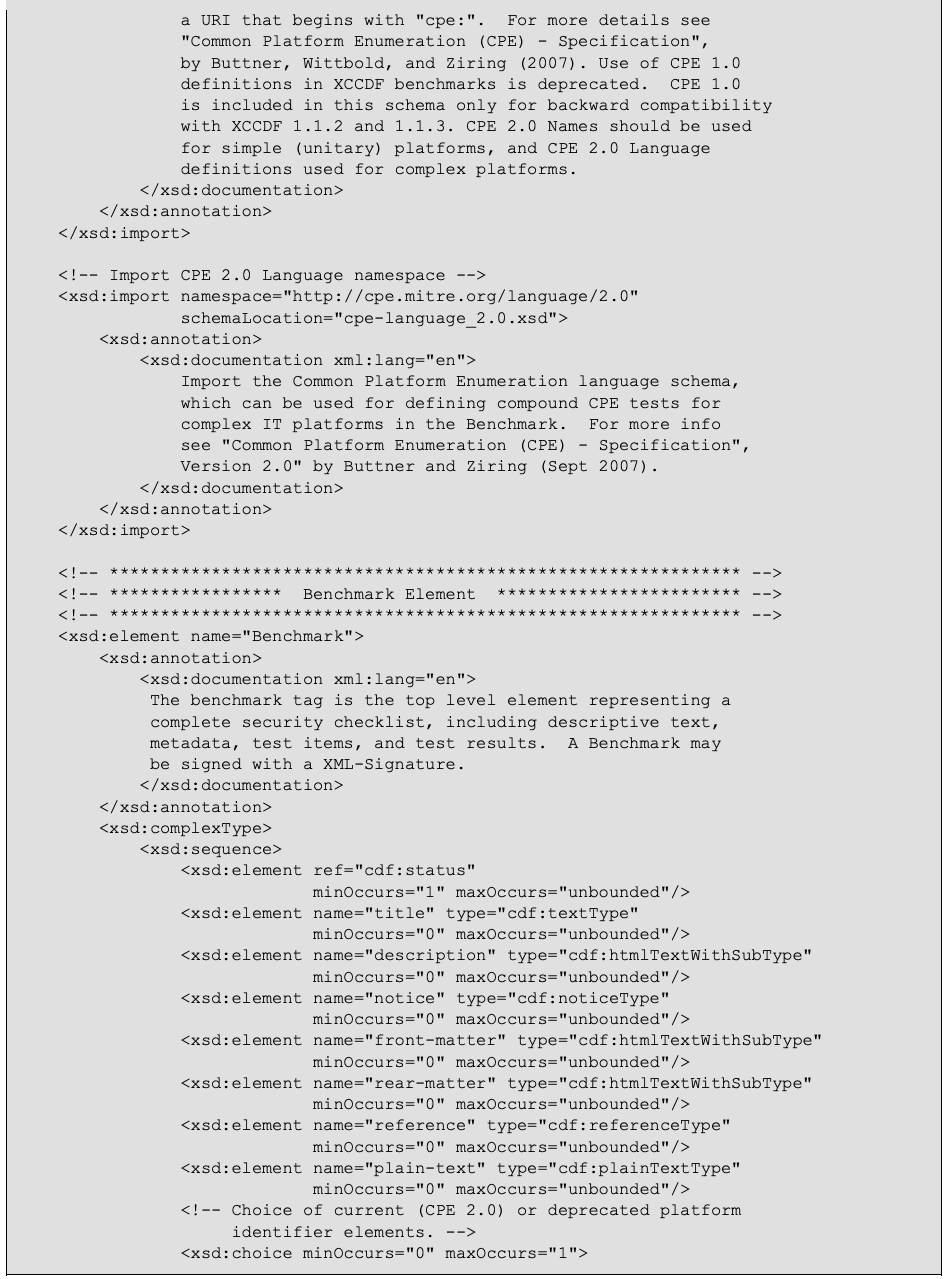 a URI that begins with "cpe:".  For more details see
                "Common Platform Enumeration (CPE) - Specification",
                by Buttner, Wittbold, and Ziring (2007). Use of CPE 1.0
                definitions in XCCDF benchmarks is deprecated.  CPE 1.0
                is included in this schema only for backward compatibility
                with XCCDF 1.1.2 and 1.1.3. CPE 2.0 Names should be used
                for simple (unitary) platforms, and CPE 2.0 Language
                definitions used for complex platforms.
            </xsd:documentation>
        </xsd:annotation>
    </xsd:import>

    <!-- Import CPE 2.0 Language namespace -->
    <xsd:import namespace="http://cpe.mitre.org/language/2.0"
                schemaLocation="cpe-language_2.0.xsd">
        <xsd:annotation>
            <xsd:documentation xml:lang="en">
                Import the Common Platform Enumeration language schema,
                which can be used for defining compound CPE tests for
                complex IT platforms in the Benchmark.  For more info
                see "Common Platform Enumeration (CPE) - Specification",
                Version 2.0" by Buttner and Ziring (Sept 2007).
            </xsd:documentation>
        </xsd:annotation>
    </xsd:import>

    <!-- ************************************************************** -->
    <!-- *****************  Benchmark Element  ************************ -->
    <!-- ************************************************************** -->
    <xsd:element name="Benchmark">
        <xsd:annotation>
            <xsd:documentation xml:lang="en">
             The benchmark tag is the top level element representing a
             complete security checklist, including descriptive text,
             metadata, test items, and test results.  A Benchmark may
             be signed with a XML-Signature.
            </xsd:documentation>
        </xsd:annotation>
        <xsd:complexType>
            <xsd:sequence>
                <xsd:element ref="cdf:status"
                             minOccurs="1" maxOccurs="unbounded"/>
                <xsd:element name="title" type="cdf:textType"
                             minOccurs="0" maxOccurs="unbounded"/>
                <xsd:element name="description" type="cdf:htmlTextWithSubType"
                             minOccurs="0" maxOccurs="unbounded"/>
                <xsd:element name="notice" type="cdf:noticeType"
                             minOccurs="0" maxOccurs="unbounded"/>
                <xsd:element name="front-matter" type="cdf:htmlTextWithSubType"
                             minOccurs="0" maxOccurs="unbounded"/>
                <xsd:element name="rear-matter" type="cdf:htmlTextWithSubType"
                             minOccurs="0" maxOccurs="unbounded"/>
                <xsd:element name="reference" type="cdf:referenceType"
                             minOccurs="0" maxOccurs="unbounded"/>
                <xsd:element name="plain-text" type="cdf:plainTextType"
                             minOccurs="0" maxOccurs="unbounded"/>
                <!-- Choice of current (CPE 2.0) or deprecated platform
                     identifier elements. -->
                <xsd:choice minOccurs="0" maxOccurs="1">